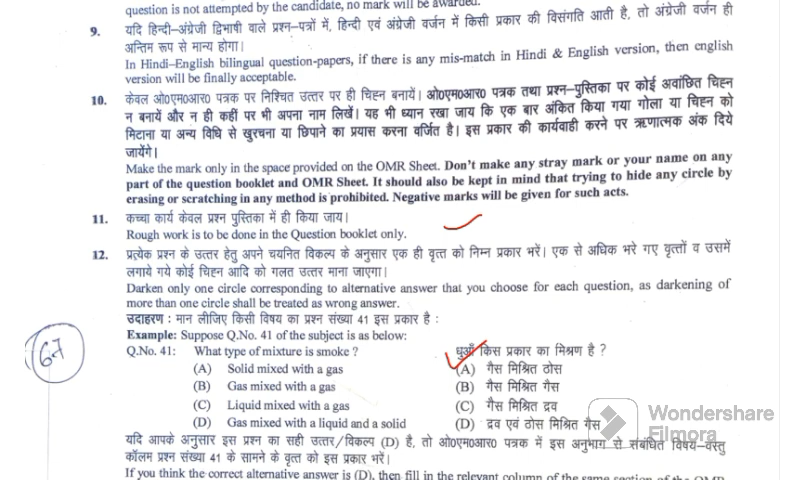 question is not attempted by the candidate, no mark will be awarded.
9. यदि हिन्दी–अंग्रेजी द्विभाषी वाले प्रश्न–पत्रों में, हिन्दी एवं अंग्रेजी वर्जन में किसी प्रकार की विसंगति आती है, तो अंग्रेजी वर्जन ही
अन्तिम रूप से मान्य होगा।
In Hindi–English bilingual question-papers, if there is any mis-match in Hindi & English version, then english
version will be finally acceptable.
10. केवल ओ0एम0आर0 पत्रक पर निश्चित उत्तर पर ही चिह्न बनायें। ओ0एम0आर0 पत्रक तथा प्रश्न–पुस्तिका पर कोई अवांछित चिह्न
न बनायें और न ही कहीं पर भी अपना नाम लिखें। यह भी ध्यान रखा जाय कि एक बार अंकित किया गया गोला या चिह्न को
मिटाना या अन्य विधि से खुरचना या छिपाने का प्रयास करना वर्जित है। इस प्रकार की कार्यवाही करने पर ऋणात्मक अंक दिये
जायेंगे।
Make the mark only in the space provided on the OMR Sheet. Don't make any stray mark or your name on any
part of the question booklet and OMR Sheet. It should also be kept in mind that trying to hide any circle by
erasing or scratching in any method is prohibited. Negative marks will be given for such acts.
11. कच्चा कार्य केवल प्रश्न पुस्तिका में ही किया जाय।
Rough work is to be done in the Question booklet only.
12. प्रत्येक प्रश्न के उत्तर हेतु अपने चयनित विकल्प के अनुसार एक ही वृत्त को निम्न प्रकार भरें। एक से अधिक भरे गए वृत्तों व उसमें
लगाये गये कोई चिह्न आदि को गलत उत्तर माना जाएगा।
Darken only one circle corresponding to alternative answer that you choose for each question, as darkening of
more than one circle shall be treated as wrong answer.
उदाहरण : मान लीजिए किसी विषय का प्रश्न संख्या 41 इस प्रकार है :
Example: Suppose Q.No. 41 of the subject is as below:
Q.No. 41: What type of mixture is smoke ? धुआँ किस प्रकार का मिश्रण है ?
(A) Solid mixed with a gas (A) गैस मिश्रित ठोस
(B) Gas mixed with a gas (B) गैस मिश्रित गैस
(C) Liquid mixed with a gas (C) गैस मिश्रित द्रव
(D) Gas mixed with a liquid and a solid (D) द्रव एवं ठोस मिश्रित गैस
Wondershare
Filmora
यदि आपके अनुसार इस प्रश्न का सही उत्तर/विकल्प (D) है, तो ओ0एम0आर0 पत्रक में इस अनुभाग से संबंधित विषय–वस्तु
कॉलम प्रश्न संख्या 41 के सामने के वृत्त को इस प्रकार भरें।
If you think the correct alternative answer is (D), then fill in the relevant column of the same section of the OMR